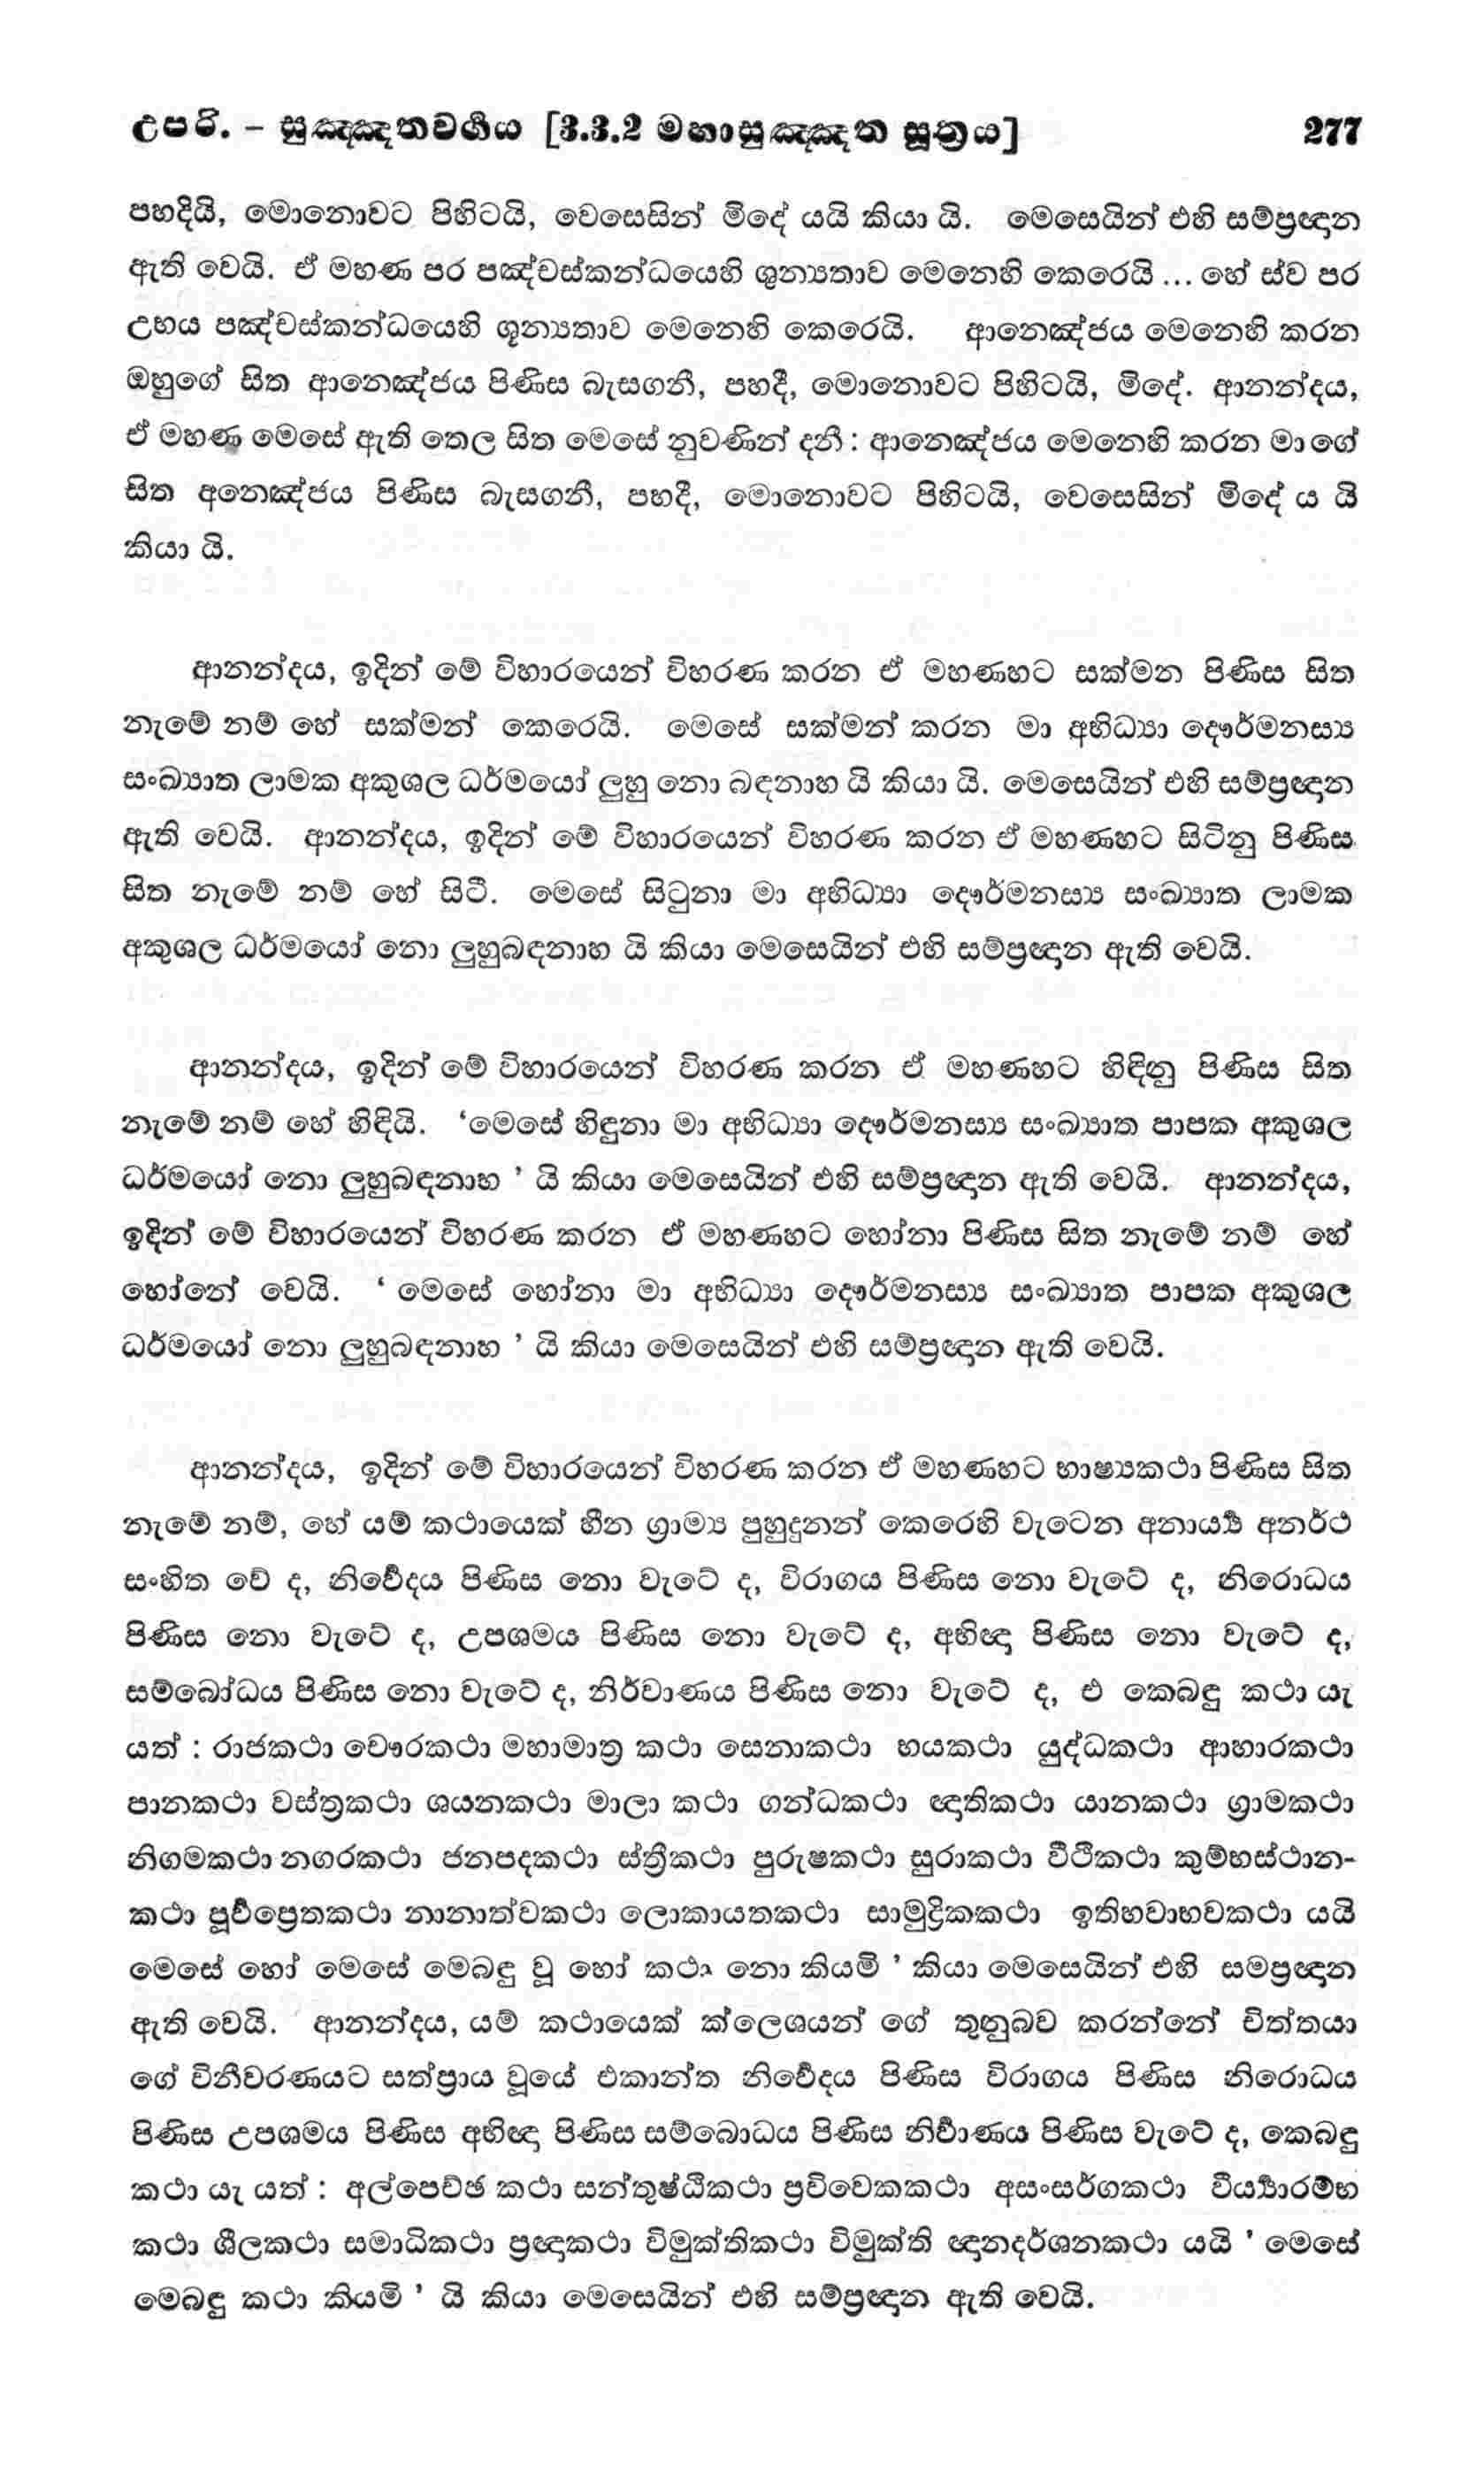 උපරි. – සුඤ්ඤතවර්‍ගය [3.3.2 මහාසුඤ්ඤත සූත්‍රය] 277
පහදියි, මොනොවට පිහිටයි, වෙසෙසින් මිදේ යයි කියා යි. මෙසෙයින් එහි සම්ප්‍රඥාන
ඇති වෙයි. ඒ මහණ පර පඤ්චස්කන්ධයෙහි ශුන්‍යතාව මෙනෙහි කෙරෙයි ... හේ ස්ව පර
උභය පඤ්චස්කන්ධයෙහි ශූන්‍යතාව මෙනෙහි කෙරෙයි. ආනෙඤ්ජය මෙනෙහි කරන
ඔහුගේ සිත ආනෙඤ්ජය පිණිස බැසගනී, පහදී, මොනොවට පිහිටයි, මිදේ. ආනන්දය,
ඒ මහණ මෙසේ ඇති තෙල සිත මෙසේ නුවණින් දනී : ආනෙඤ්ජය මෙනෙහි කරන මා ගේ
සිත අනෙඤ්ජය පිණිස බැසගනී, පහදී, මොනොවට පිහිටයි, වෙසෙසින් මිදේ ය යි
කියා යි.
ආනන්දය, ඉදින් මේ විහාරයෙන් විහරණ කරන ඒ මහණහට සක්මන පිණිස සිත
නැමේ නම් හේ සක්මන් කෙරෙයි. මෙසේ සක්මන් කරන මා අභිධ්‍යා දෞර්මනස්‍ය
සංඛ්‍යාත ලාමක අකුශල ධර්මයෝ ලුහු නො බඳනාහ යි කියා යි. මෙසෙයින් එහි සම්ප්‍රඥාන
ඇති වෙයි. ආනන්දය, ඉදින් මේ විහාරයෙන් විහරණ කරන ඒ මහණහට සිටිනු පිණිස
සිත නැමේ නම් හේ සිටී. මෙසේ සිටුනා මා අභිධ්‍යා දෞර්මනස්‍ය සංඛ්‍යාත ලාමක
අකුශල ධර්මයෝ නො ලුහුබඳනාහ යි කියා මෙසෙයින් එහි සම්ප්‍රඥාන ඇති වෙයි.
ආනන්දය, ඉදින් මේ විහාරයෙන් විහරණ කරන ඒ මහණහට හිඳිනු පිණිස සිත
නැමේ නම් හේ හිඳියි. ‘මෙසේ හිඳුනා මා අභිධ්‍යා දෞර්මනස්‍ය සංඛ්‍යාත පාපක අකුශල
ධර්මයෝ නො ලුහුබඳනාහ ’ යි කියා මෙසෙයින් එහි සම්ප්‍රඥාන ඇති වෙයි. ආනන්දය,
ඉඳින් මේ විහාරයෙන් විහරණ කරන ඒ මහණහට හෝනා පිණිස සිත නැමේ නම් හේ
හෝනේ වෙයි. ‘ මෙසේ හෝනා මා අභිධ්‍යා දෞර්මනස්‍ය සංඛ්‍යාත පාපක අකුශල
ධර්මයෝ නො ලුහුබඳනාහ ’ යි කියා මෙසෙයින් එහි සම්ප්‍රඥාන ඇති වෙයි.
ආනන්දය, ඉදින් මේ විහාරයෙන් විහරණ කරන ඒ මහණහට භාෂ්‍යකථා පිණිස සිත
නැමේ නම්, හේ යම් කථායෙක් හීන ග්‍රාම්‍ය පුහුදුනන් කෙරෙහි වැටෙන අනාර්‍ය්‍ය අනර්ථ
සංහිත වේ ද, නිර්‍වේදය පිණිස නො වැටේ ද, විරාගය පිණිස නො වැටේ ද, නිරොධය
පිණිස නො වැටේ ද, උපශමය පිණිස නො වැටේ ද, අභිඥා පිණිස නො වැටේ ද,
සම්බෝධය පිණිස නො වැටේ ද, නිර්වාණය පිණිස නො වැටේ ද, එ කෙබඳු කථා යැ
යත් : රාජකථා චෞරකථා මහාමාත්‍ර කථා සෙනාකථා භයකථා යුද්ධකථා ආහාරකථා
පානකථා වස්ත්‍රකථා ශයනකථා මාලා කථා ගන්ධකථා ඥාතිකථා යානකථා ග්‍රාමකථා
නිගමකථා නගරකථා ජනපදකථා ස්ත්‍රීකථා පුරුෂකථා සුරාකථා වීථිකථා කුම්භස්ථාන-
කථා පූර්‍වප්‍රෙතකථා නානාත්වකථා ලොකායතකථා සාමුද්‍රිකකථා ඉතිහවාභවකථා යයි
මෙසේ හෝ මෙසේ මෙබඳු වූ හෝ කථා නො කියමි ’ කියා මෙසෙයින් එහි සමප්‍රඥාන
ඇති වෙයි. ආනන්දය, යම් කථායෙක් ක්ලෙශයන් ගේ තුනුබව කරන්නේ චිත්තයා
ගේ විනීවරණයට සත්ප්‍රාය වූයේ එකාන්ත නිර්‍වේදය පිණිස විරාගය පිණිස නිරොධය
පිණිස උපශමය පිණිස අභිඥා පිණිස සම්බොධය පිණිස නිර්‍වාණය පිණිස වැටේ ද, කෙබඳු
කථා යැ යත් : අල්පෙච්ඡ කථා සන්තුෂ්ඨිකථා ප්‍රවිවෙකකථා අසංසර්ගකථා වීර්‍ය්‍යාරම්භ
කථා ශීලකථා සමාධිකථා ප්‍රඥාකථා විමුක්තිකථා විමුක්ති ඥානදර්ශනකථා යයි ’ මෙසේ
මෙබඳු කථා කියමි ’ යි කියා මෙසෙයින් එහි සම්ප්‍රඥාන ඇති වෙයි.